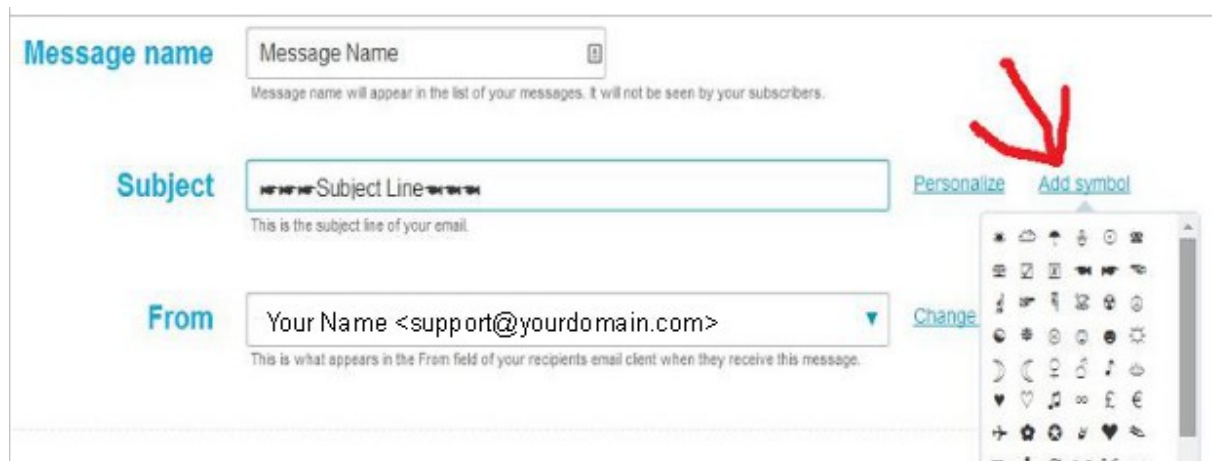 Message name
Message Name
Message name will appear in the list of your messages. It will not be seen by your subscribers.
Subject
☛☛☛Subject Line☚☚☚
Personalize Add symbol
This is the subject line of your email.
From
Your Name <support@yourdomain.com>
Change
This is what appears in the From field of your recipients email client when they receive this message.